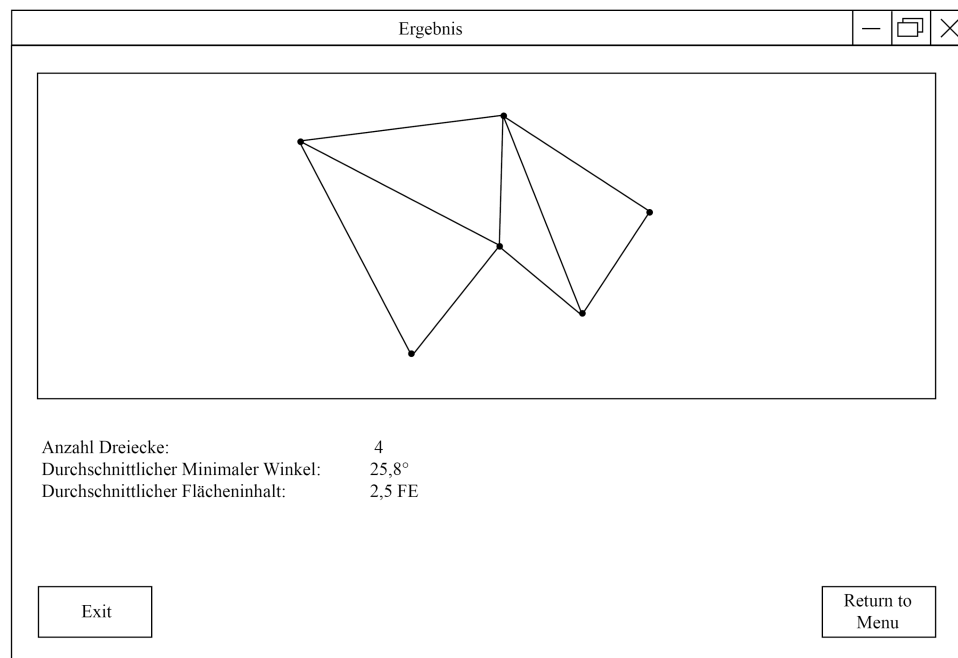 Ergebnis
Anzahl Dreiecke: 4
Durchschnittlicher Minimaler Winkel: 25,8°
Durchschnittlicher Flächeninhalt: 2,5 FE
Exit
Return to
Menu